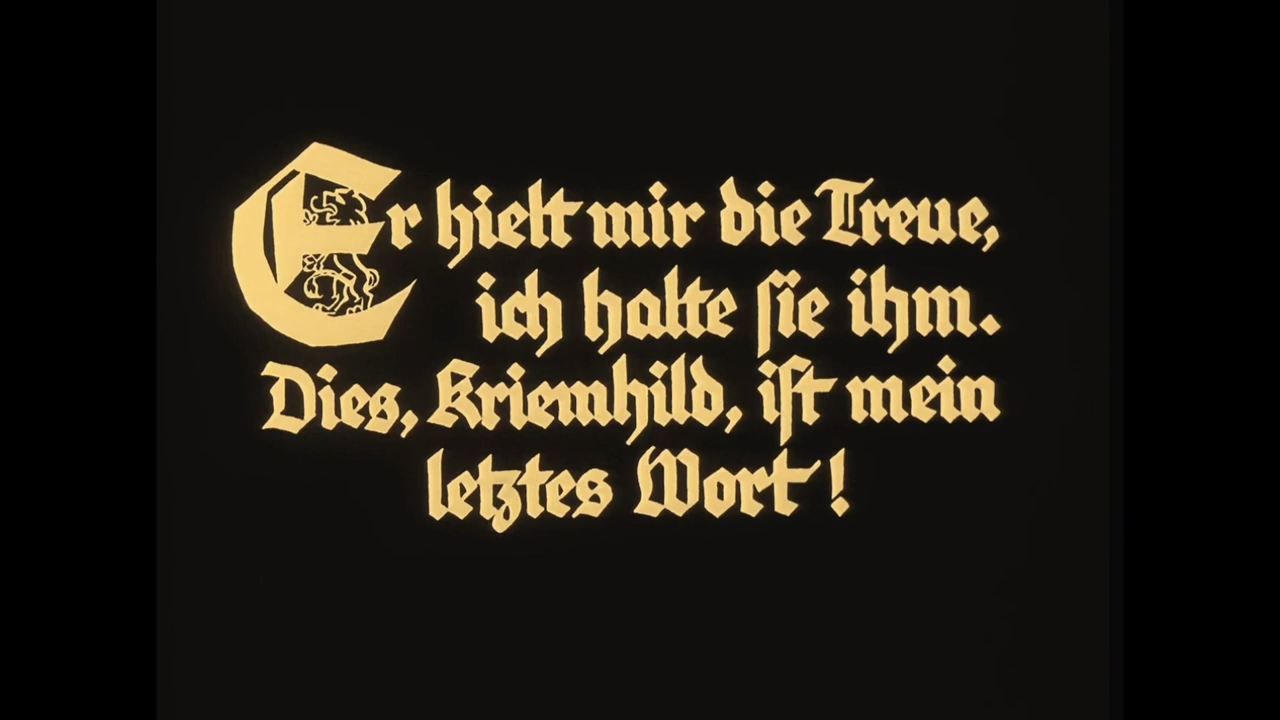 Er hielt mir die Treue,
ich halte sie ihm.
Dies, Kriemhild, ist mein
letztes Wort!